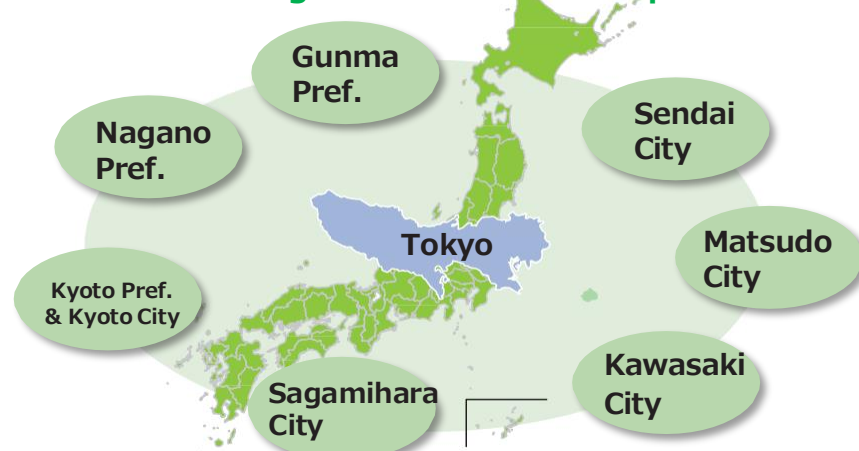 Gunma
Pref.
Nagano
Pref.
Sendai
City
Tokyo
Matsudo
City
Kyoto Pref.
& Kyoto City
Kawasaki
City
Sagamihara
City